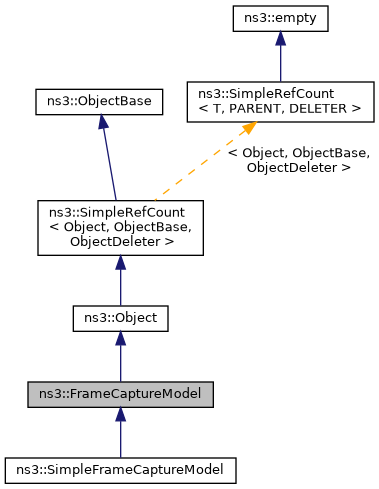 ns3::empty
ns3::ObjectBase
ns3::SimpleRefCount
< T, PARENT, DELETER >
< Object, ObjectBase,
ObjectDeleter >
ns3::SimpleRefCount
< Object, ObjectBase,
ObjectDeleter >
ns3::Object
ns3::FrameCaptureModel
ns3::SimpleFrameCaptureModel